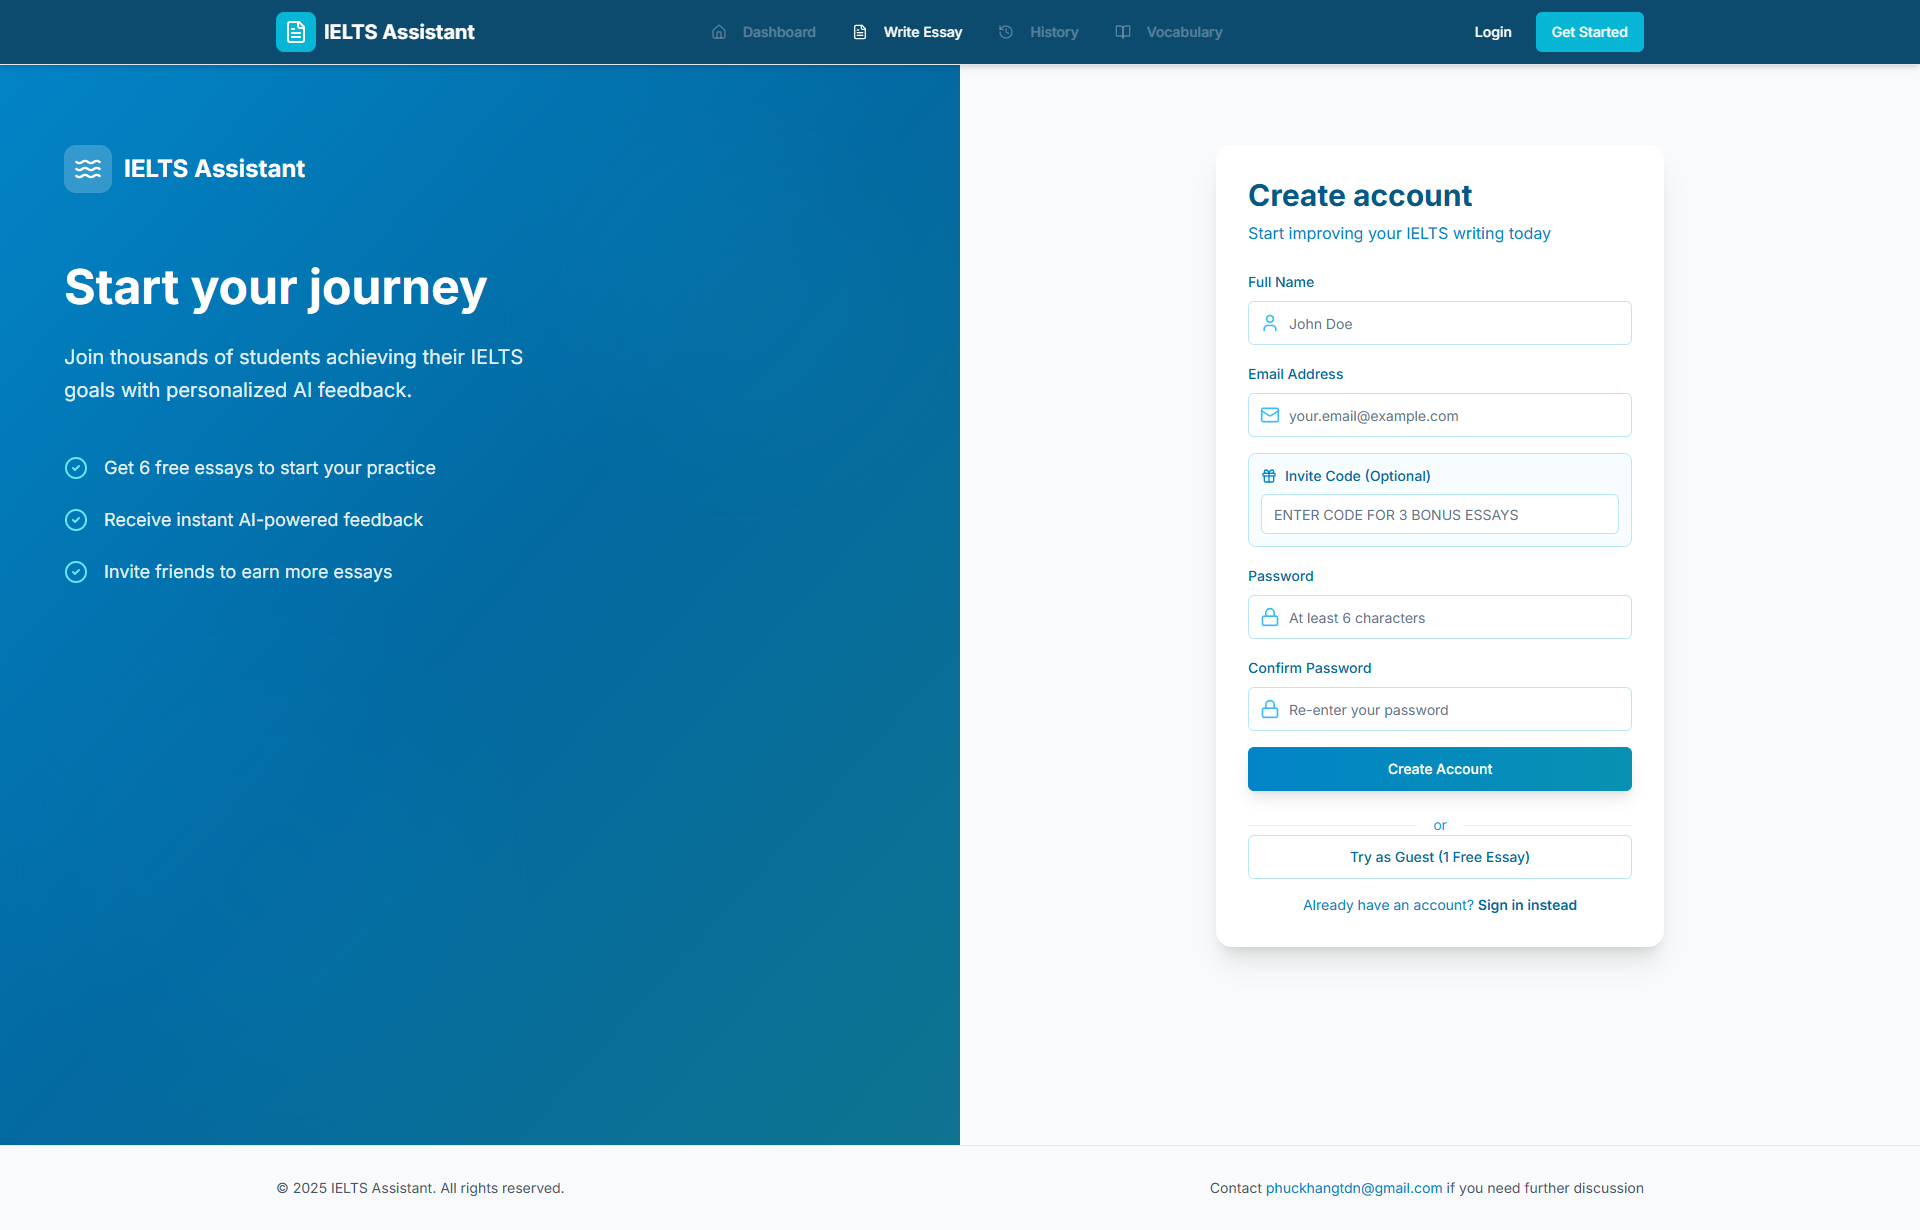 IELTS Assistant
Dashboard
Write Essay
History
Vocabulary
Login
Get Started
IELTS Assistant
Start your journey
Join thousands of students achieving their IELTS
goals with personalized AI feedback.
Get 6 free essays to start your practice
Receive instant AI-powered feedback
Invite friends to earn more essays
Create account
Start improving your IELTS writing today
Full Name
John Doe
Email Address
your.email@example.com
Invite Code (Optional)
ENTER CODE FOR 3 BONUS ESSAYS
Password
At least 6 characters
Confirm Password
Re-enter your password
Create Account
or
Try as Guest (1 Free Essay)
Already have an account? Sign in instead
© 2025 IELTS Assistant. All rights reserved.
Contact phuckhangtdn@gmail.com if you need further discussion